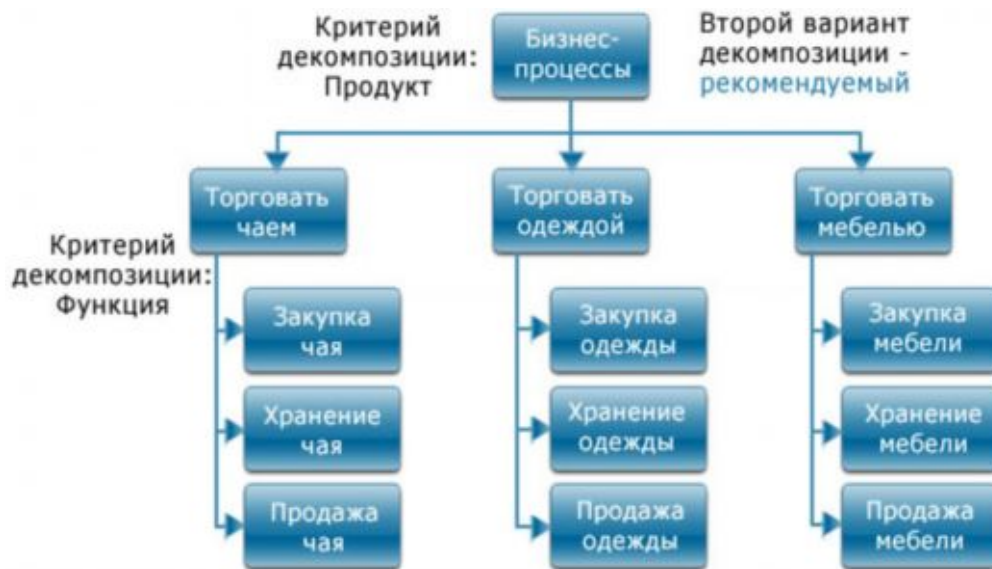 Критерий
декомпозиции:
Продукт
Бизнес-
процессы
Второй вариант
декомпозиции -
рекомендуемый
Торговать
чаем
Торговать
одеждой
Торговать
мебелью
Критерий
декомпозиции:
Функция
Закупка
чая
Закупка
одежды
Закупка
мебели
Хранение
чая
Хранение
одежды
Хранение
мебели
Продажа
чая
Продажа
одежды
Продажа
мебели